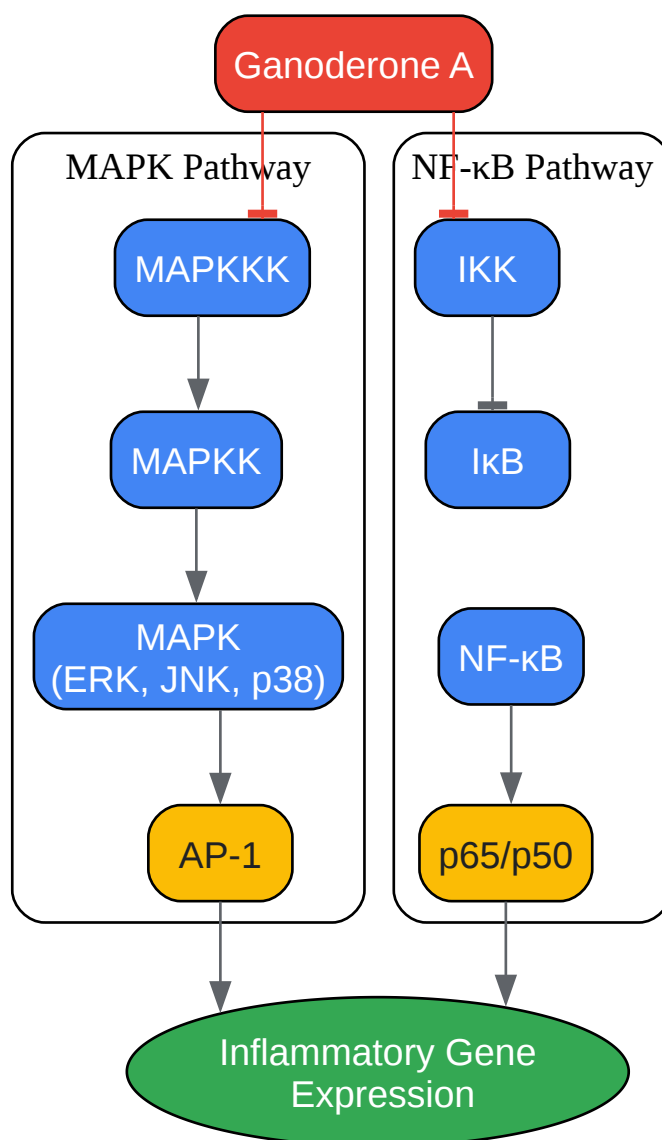 Ganoderone A
MAPK Pathway
MAPKKK
MAPKK
MAPK
(ERK, JNK, p38)
AP-1
NF-κB Pathway
IKK
IκB
NF-κB
p65/p50
Inflammatory Gene
Expression